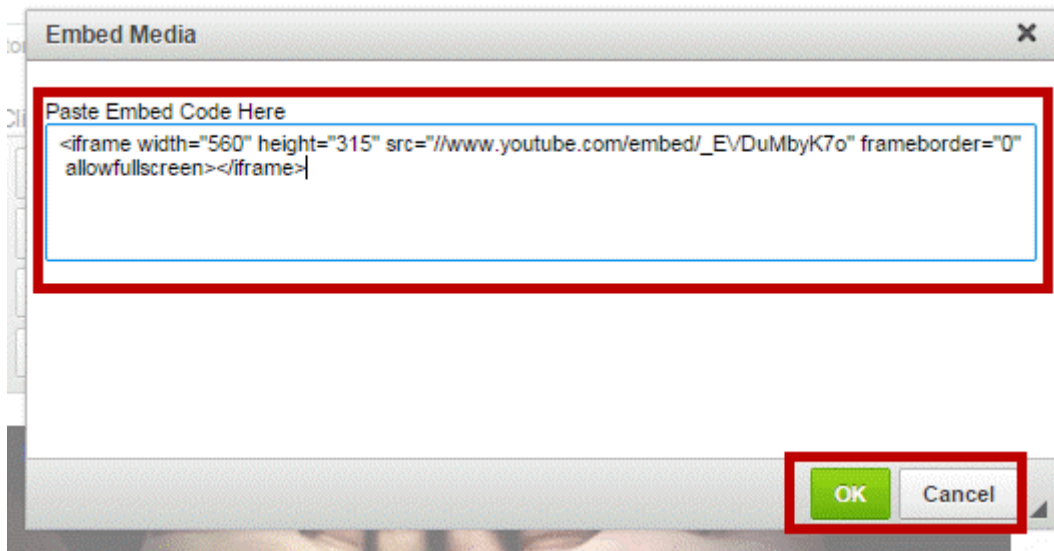 Embed Media
Paste Embed Code Here
<iframe width="560" height="315" src="//www.youtube.com/embed/_EVDuMbyK7o" frameborder="0"
allowfullscreen></iframe>
OK Cancel